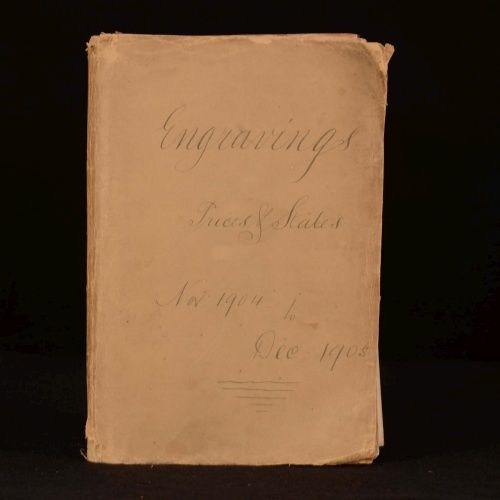 Engravings
Prices & States
Nov 1904 to
Dec 1905